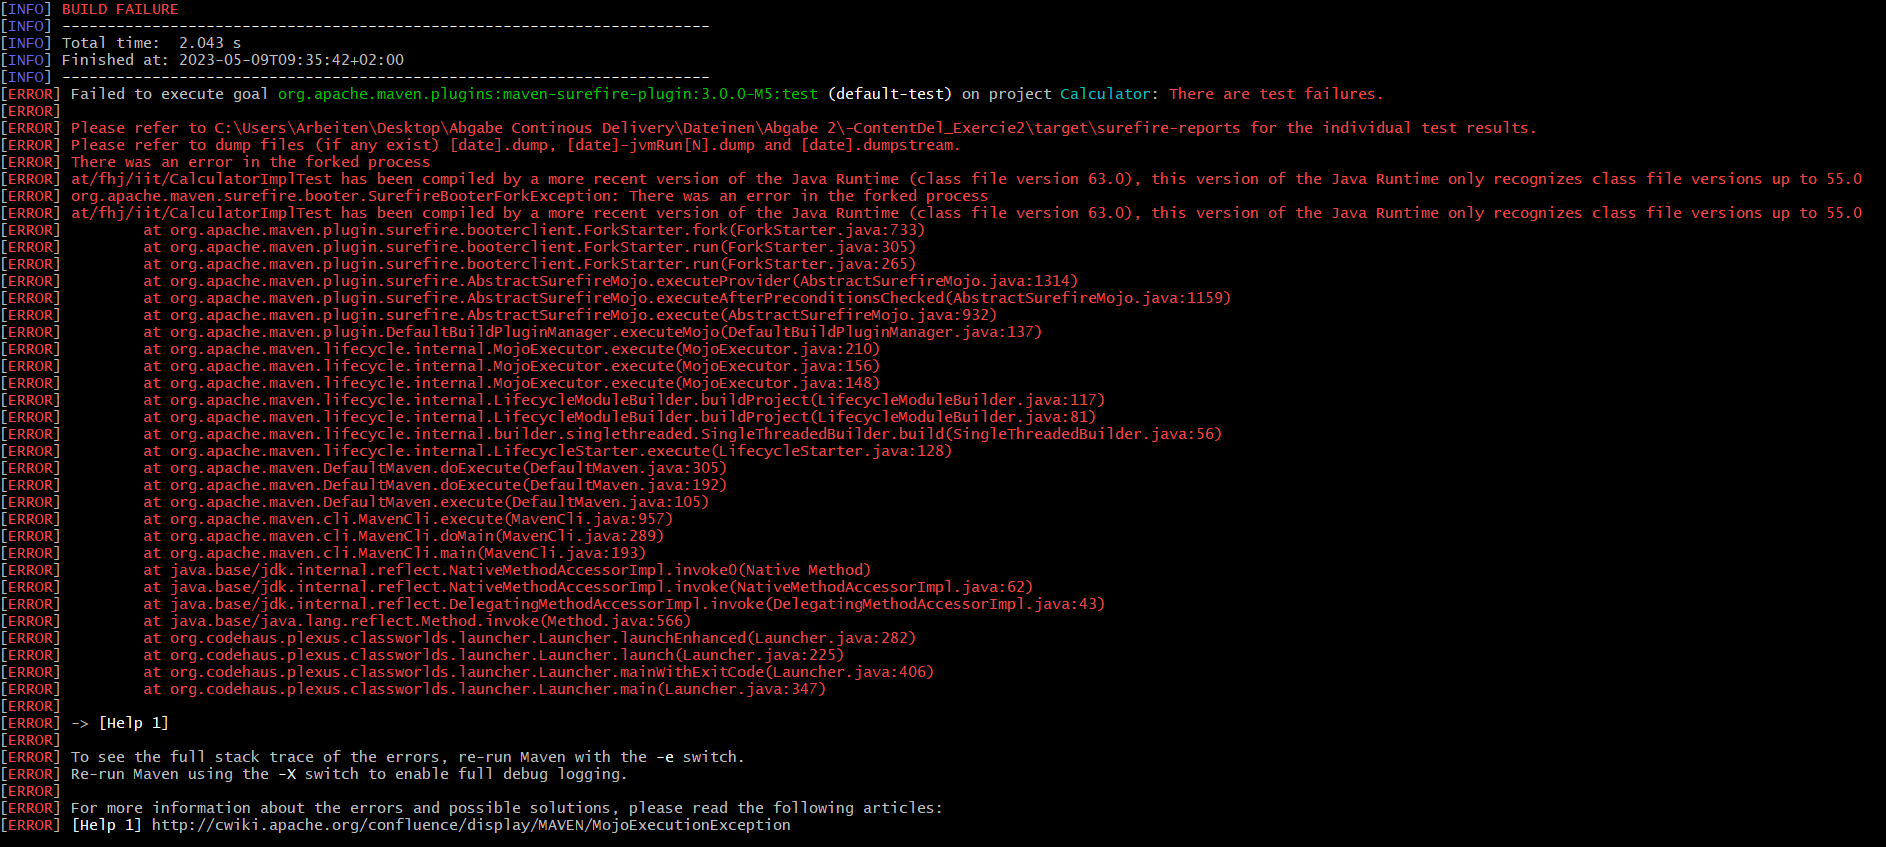 [INFO] BUILD FAILURE
[INFO] ------------------------------------------------------------------------
[INFO] Total time:  2.043 s
[INFO] Finished at: 2023-05-09T09:35:42+02:00
[INFO] ------------------------------------------------------------------------
[ERROR] Failed to execute goal org.apache.maven.plugins:maven-surefire-plugin:3.0.0-M5:test (default-test) on project Calculator: There are test failures.
[ERROR]
[ERROR] Please refer to C:\Users\Arbeiten\Desktop\Abgabe Continous Delivery\Dateinen\Abgabe 2\-ContentDel_Exercie2\target\surefire-reports for the individual test results.
[ERROR] Please refer to dump files (if any exist) [date].dump, [date]-jvmRun[N].dump and [date].dumpstream.
[ERROR] There was an error in the forked process
[ERROR] at/fhj/iit/CalculatorImplTest has been compiled by a more recent version of the Java Runtime (class file version 63.0), this version of the Java Runtime only recognizes class file versions up to 55.0
[ERROR] org.apache.maven.surefire.booter.SurefireBooterForkException: There was an error in the forked process
[ERROR] at/fhj/iit/CalculatorImplTest has been compiled by a more recent version of the Java Runtime (class file version 63.0), this version of the Java Runtime only recognizes class file versions up to 55.0
[ERROR]         at org.apache.maven.plugin.surefire.booterclient.ForkStarter.fork(ForkStarter.java:733)
[ERROR]         at org.apache.maven.plugin.surefire.booterclient.ForkStarter.run(ForkStarter.java:305)
[ERROR]         at org.apache.maven.plugin.surefire.booterclient.ForkStarter.run(ForkStarter.java:265)
[ERROR]         at org.apache.maven.plugin.surefire.AbstractSurefireMojo.executeProvider(AbstractSurefireMojo.java:1314)
[ERROR]         at org.apache.maven.plugin.surefire.AbstractSurefireMojo.executeAfterPreconditionsChecked(AbstractSurefireMojo.java:1159)
[ERROR]         at org.apache.maven.plugin.surefire.AbstractSurefireMojo.execute(AbstractSurefireMojo.java:932)
[ERROR]         at org.apache.maven.plugin.DefaultBuildPluginManager.executeMojo(DefaultBuildPluginManager.java:137)
[ERROR]         at org.apache.maven.lifecycle.internal.MojoExecutor.execute(MojoExecutor.java:210)
[ERROR]         at org.apache.maven.lifecycle.internal.MojoExecutor.execute(MojoExecutor.java:156)
[ERROR]         at org.apache.maven.lifecycle.internal.MojoExecutor.execute(MojoExecutor.java:148)
[ERROR]         at org.apache.maven.lifecycle.internal.LifecycleModuleBuilder.buildProject(LifecycleModuleBuilder.java:117)
[ERROR]         at org.apache.maven.lifecycle.internal.LifecycleModuleBuilder.buildProject(LifecycleModuleBuilder.java:81)
[ERROR]         at org.apache.maven.lifecycle.internal.builder.singlethreaded.SingleThreadedBuilder.build(SingleThreadedBuilder.java:56)
[ERROR]         at org.apache.maven.lifecycle.internal.LifecycleStarter.execute(LifecycleStarter.java:128)
[ERROR]         at org.apache.maven.DefaultMaven.doExecute(DefaultMaven.java:305)
[ERROR]         at org.apache.maven.DefaultMaven.doExecute(DefaultMaven.java:192)
[ERROR]         at org.apache.maven.DefaultMaven.execute(DefaultMaven.java:105)
[ERROR]         at org.apache.maven.cli.MavenCli.execute(MavenCli.java:957)
[ERROR]         at org.apache.maven.cli.MavenCli.doMain(MavenCli.java:289)
[ERROR]         at org.apache.maven.cli.MavenCli.main(MavenCli.java:193)
[ERROR]         at java.base/jdk.internal.reflect.NativeMethodAccessorImpl.invoke0(Native Method)
[ERROR]         at java.base/jdk.internal.reflect.NativeMethodAccessorImpl.invoke(NativeMethodAccessorImpl.java:62)
[ERROR]         at java.base/jdk.internal.reflect.DelegatingMethodAccessorImpl.invoke(DelegatingMethodAccessorImpl.java:43)
[ERROR]         at java.base/java.lang.reflect.Method.invoke(Method.java:566)
[ERROR]         at org.codehaus.plexus.classworlds.launcher.Launcher.launchEnhanced(Launcher.java:282)
[ERROR]         at org.codehaus.plexus.classworlds.launcher.Launcher.launch(Launcher.java:225)
[ERROR]         at org.codehaus.plexus.classworlds.launcher.Launcher.mainWithExitCode(Launcher.java:406)
[ERROR]         at org.codehaus.plexus.classworlds.launcher.Launcher.main(Launcher.java:347)
[ERROR]
[ERROR] -> [Help 1]
[ERROR]
[ERROR] To see the full stack trace of the errors, re-run Maven with the -e switch.
[ERROR] Re-run Maven using the -X switch to enable full debug logging.
[ERROR]
[ERROR] For more information about the errors and possible solutions, please read the following articles:
[ERROR] [Help 1] http://cwiki.apache.org/confluence/display/MAVEN/MojoExecutionException